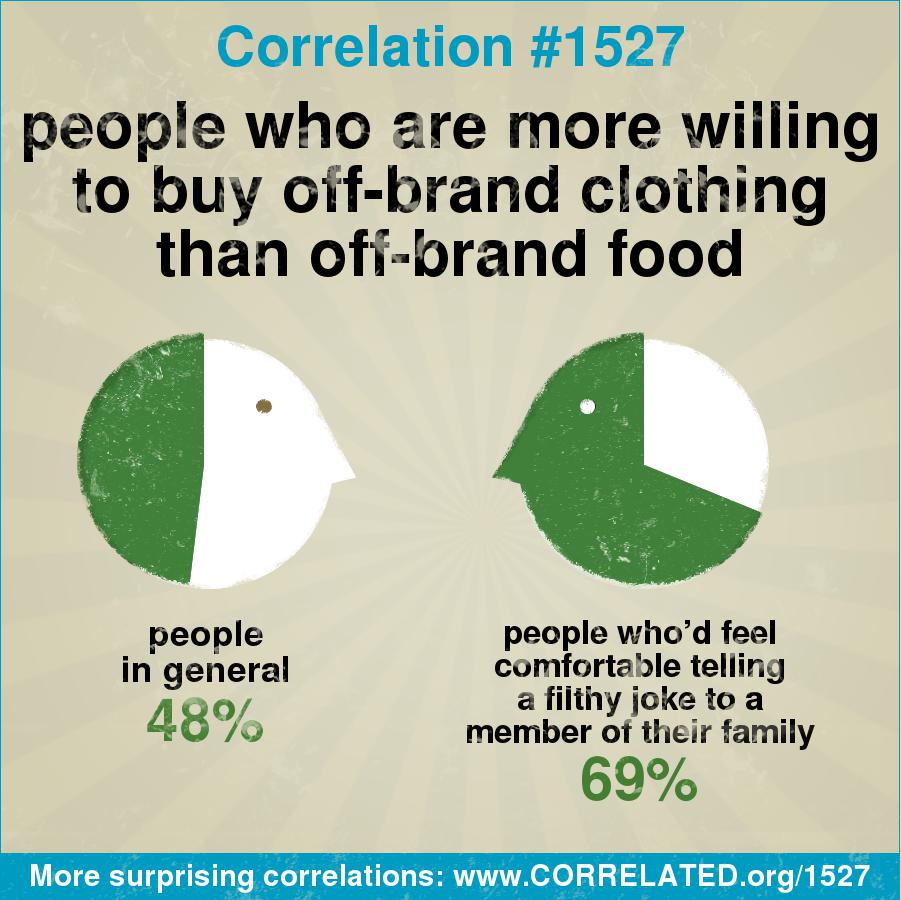 Correlation #1527
people who are more willing
to buy off-brand clothing
than off-brand food
people
in general
48%
people who’d feel
comfortable telling
a filthy joke to a
member of their family
69%
More surprising correlations: www.CORRELATED.org/1527